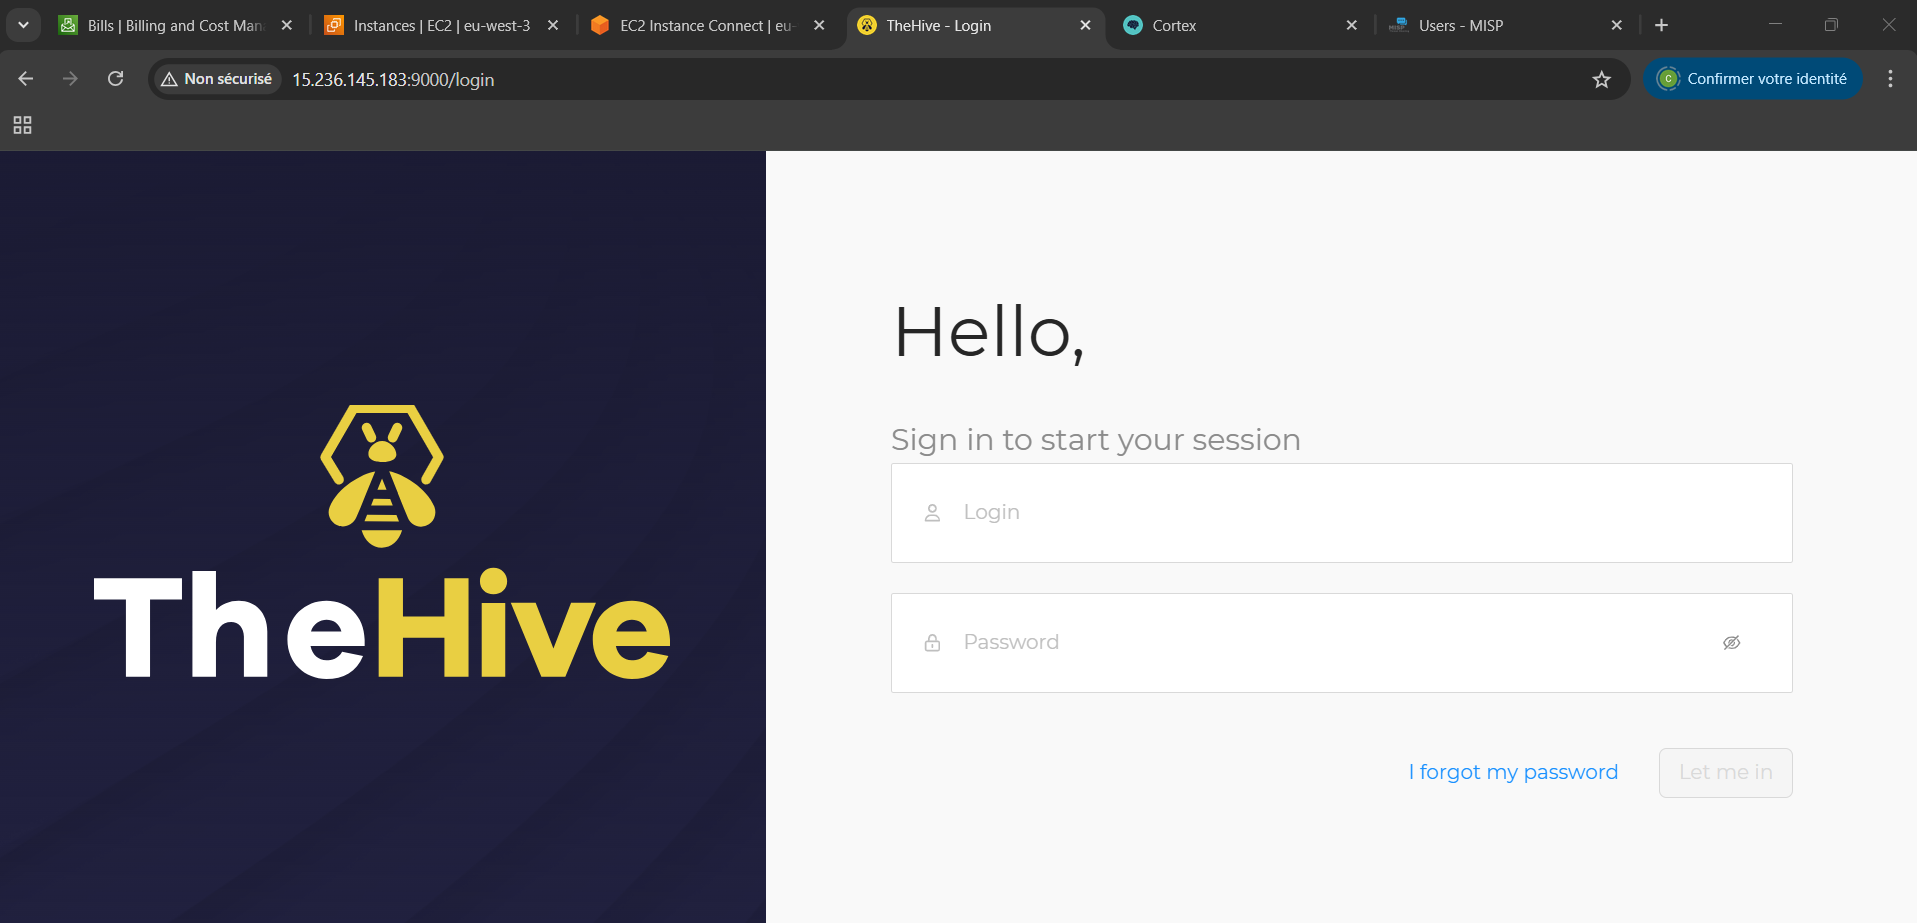 Bills | Billing and Cost Mana
Instances | EC2 | eu-west-3
EC2 Instance Connect | eu-
TheHive - Login
Cortex
Users - MISP
Non sécurisé
15.236.145.183:9000/login
C
Confirmer votre identité
TheHive
Hello,
Sign in to start your session
Login
Password
I forgot my password
Let me in